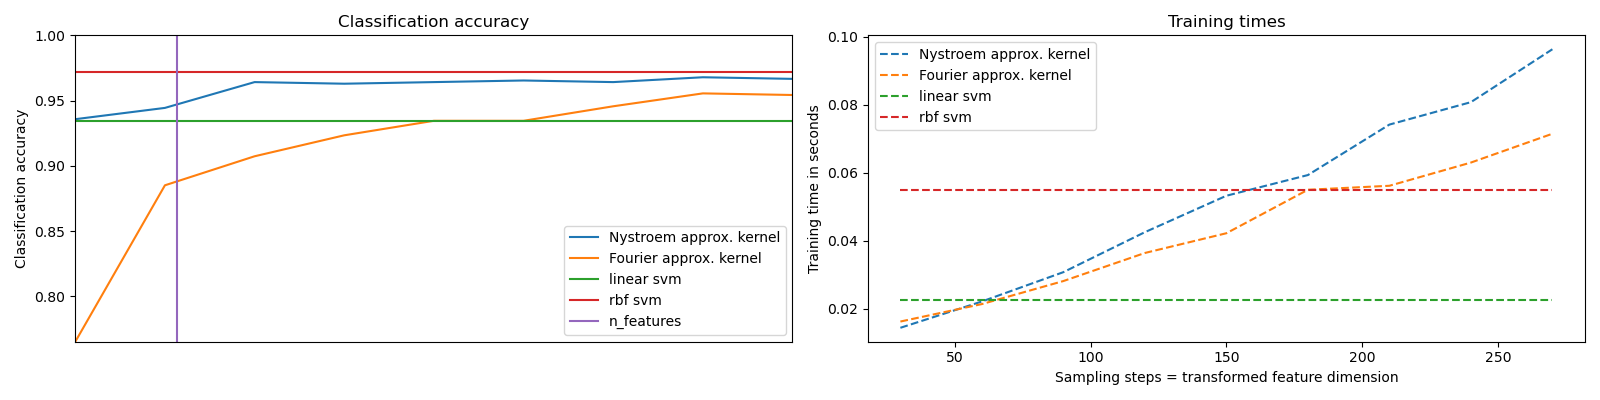 Classification accuracy
1.00
0.95
0.90
0.85
0.80
Classification accuracy
Nystroem approx. kernel
Fourier approx. kernel
linear svm
rbf svm
n_features
Training times
0.10
0.08
0.06
0.04
0.02
Training time in seconds
Nystroem approx. kernel
Fourier approx. kernel
linear svm
rbf svm
50
100
150
200
250
Sampling steps = transformed feature dimension